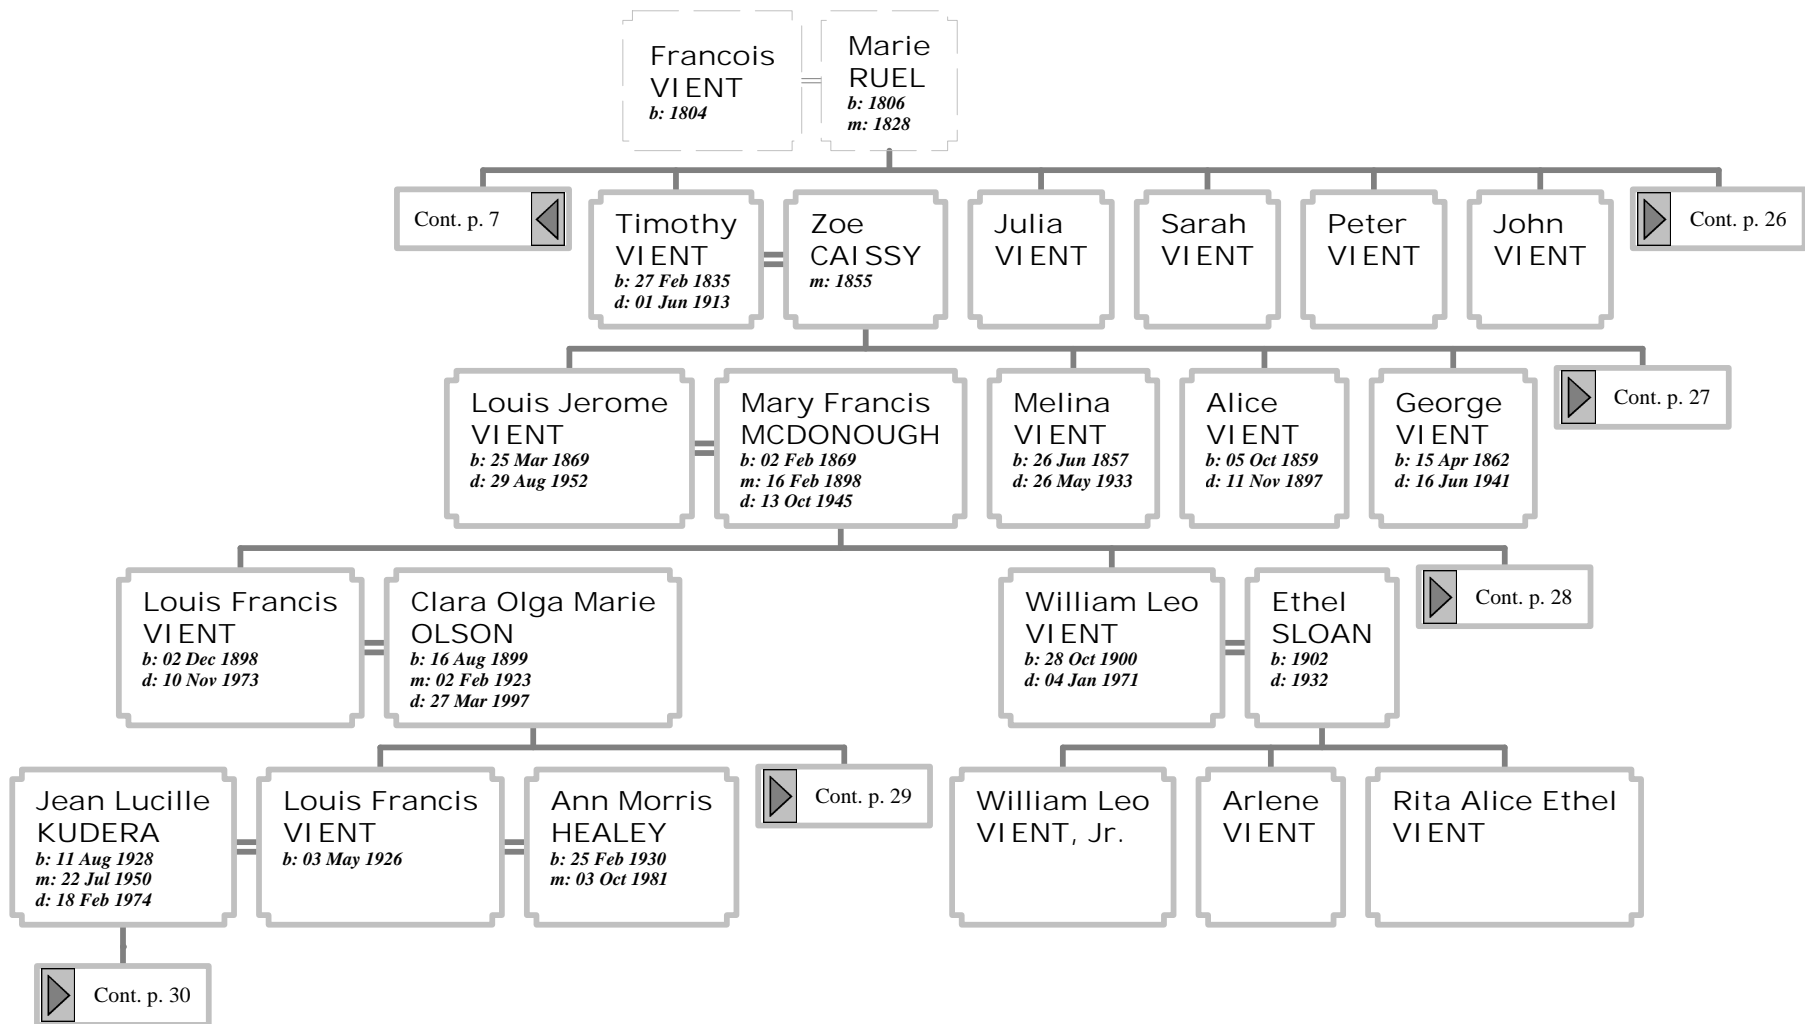 Francois
VIENT
b: 1804
Marie
RUEL
b: 1806
m: 1828
Cont. p. 7
Timothy
VIENT
b: 27 Feb 1835
d: 01 Jun 1913
Zoe
CAISSY
m: 1855
Julia
VIENT
Sarah
VIENT
Peter
VIENT
John
VIENT
Cont. p. 26
Louis Jerome
VIENT
b: 25 Mar 1869
d: 29 Aug 1952
Mary Francis
MCDONOUGH
b: 02 Feb 1869
m: 16 Feb 1898
d: 13 Oct 1945
Melina
VIENT
b: 26 Jun 1857
d: 26 May 1933
Alice
VIENT
b: 05 Oct 1859
d: 11 Nov 1897
George
VIENT
b: 15 Apr 1862
d: 16 Jun 1941
Cont. p. 27
Louis Francis
VIENT
b: 02 Dec 1898
d: 10 Nov 1973
Clara Olga Marie
OLSON
b: 16 Aug 1899
m: 02 Feb 1923
d: 27 Mar 1997
William Leo
VIENT
b: 28 Oct 1900
d: 04 Jan 1971
Ethel
SLOAN
b: 1902
d: 1932
Cont. p. 28
Jean Lucille
KUDERA
b: 11 Aug 1928
m: 22 Jul 1950
d: 18 Feb 1974
Louis Francis
VIENT
b: 03 May 1926
Ann Morris
HEALEY
b: 25 Feb 1930
m: 03 Oct 1981
Cont. p. 29
William Leo
VIENT, Jr.
Arlene
VIENT
Rita Alice Ethel
VIENT
Cont. p. 30